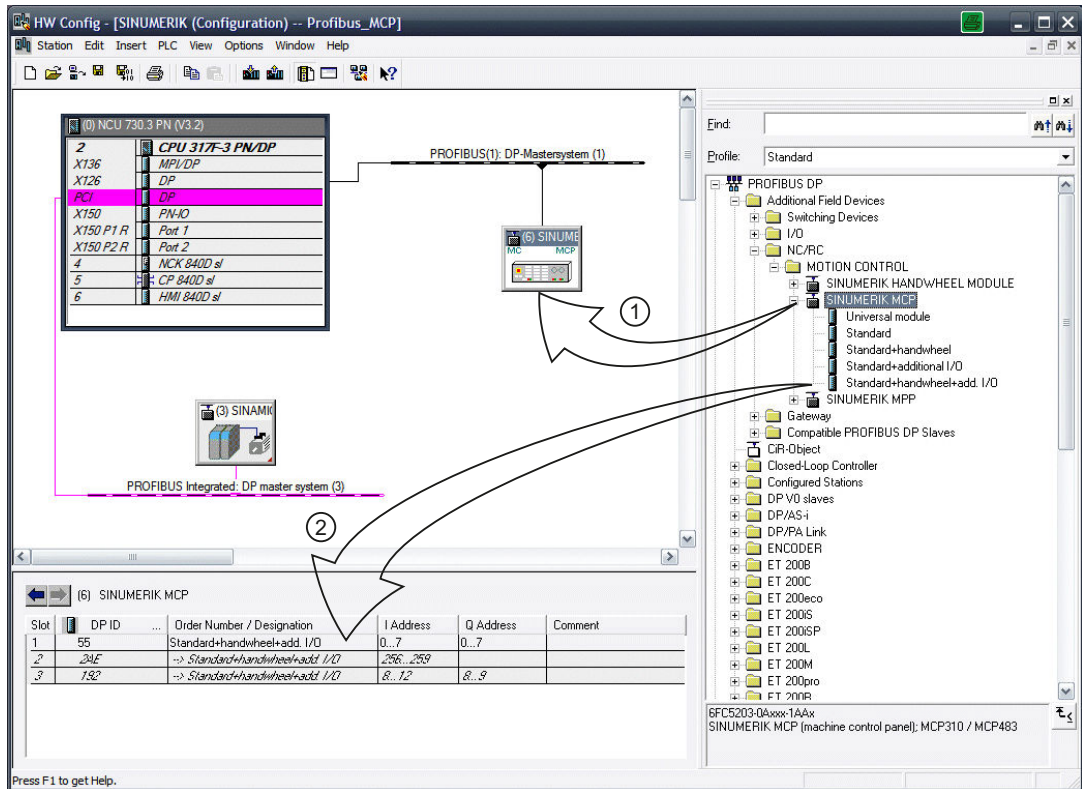 HW Config - [SINUMERIK (Configuration) -- Profibus_MCP]
Station Edit Insert PLC View Options Window Help
(0) NCU 730.3 PN (V3.2)
2 CPU 317F-3 PN/DP
X136 MPI/DP
X126 DP
PCI DP
X150 PN-IO
X150 P1 R Port 1
X150 P2 R Port 2
4 NCK 840D sl
5 CP 840D sl
6 HMI 840D sl
PROFIBUS(1): DP-Mastersystem (1)
(6) SINUME
MC MCP
1
(3) SINAMIC
PROFIBUS Integrated: DP master system (3)
2
Find:
Profile: Standard
PROFIBUS DP
Additional Field Devices
Switching Devices
I/O
NC/RC
MOTION CONTROL
SINUMERIK HANDWHEEL MODULE
SINUMERIK MCP
Universal module
Standard
Standard+handwheel
Standard+additional I/O
Standard+handwheel+add. I/O
SINUMERIK MPP
Gateway
Compatible PROFIBUS DP Slaves
CiR-Object
Closed-Loop Controller
Configured Stations
DP V0 slaves
DP/AS-i
DP/PA Link
ENCODER
ET 200B
ET 200C
ET 200eco
ET 200iS
ET 200iSP
ET 200L
ET 200M
ET 200pro
ET 200R
6FC5203-0Axxx-1AAx
SINUMERIK MCP (machine control panel); MCP310 / MCP483
(6) SINUMERIK MCP
Slot DP ID ... Order Number / Designation I Address Q Address Comment
1 55 Standard+handwheel+add. I/O 0...7 0...7
2 2AE --> Standard+handwheel+add. I/O 256...259
3 192 --> Standard+handwheel+add. I/O 8...12 8...9
Press F1 to get Help.